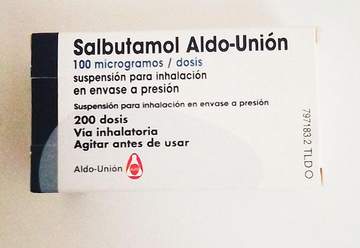 Salbutamol Aldo-Unión
100 microgramos / dosis
suspensión para inhalación
en envase a presión
Suspensión para inhalación en envase a presión
200 dosis
Vía inhalatoria
Agitar antes de usar
Aldo-Unión
797183.2 TLD O